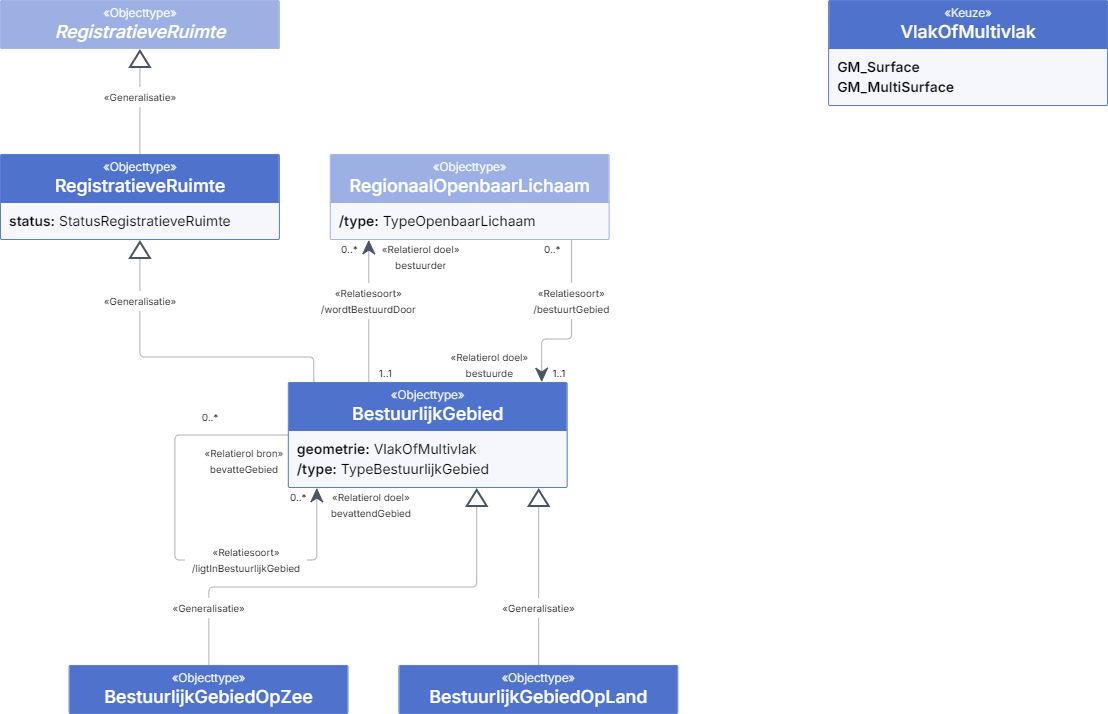 «Objecttype»
RegistratieveRuimte
«Keuze»
VlakOfMultivlak
GM_Surface
GM_MultiSurface
«Generalisatie»
«Objecttype»
RegistratieveRuimte
status: StatusRegistratieveRuimte
«Objecttype»
RegionaalOpenbaarLichaam
/type: TypeOpenbaarLichaam
0..*
«Relatierol doel»
bestuurder
0..*
«Generalisatie»
«Relatiesoort»
/wordtBestuurdDoor
«Relatiesoort»
/bestuurtGebied
«Relatierol doel»
bestuurde
1..1
1..1
«Objecttype»
BestuurlijkGebied
geometrie: VlakOfMultivlak
/type: TypeBestuurlijkGebied
0..*
«Relatierol bron»
bevatteGebied
0..*
«Relatierol doel»
bevattendGebied
«Relatiesoort»
/ligtInBestuurlijkGebied
«Generalisatie»
«Generalisatie»
«Objecttype»
BestuurlijkGebiedOpZee
«Objecttype»
BestuurlijkGebiedOpLand